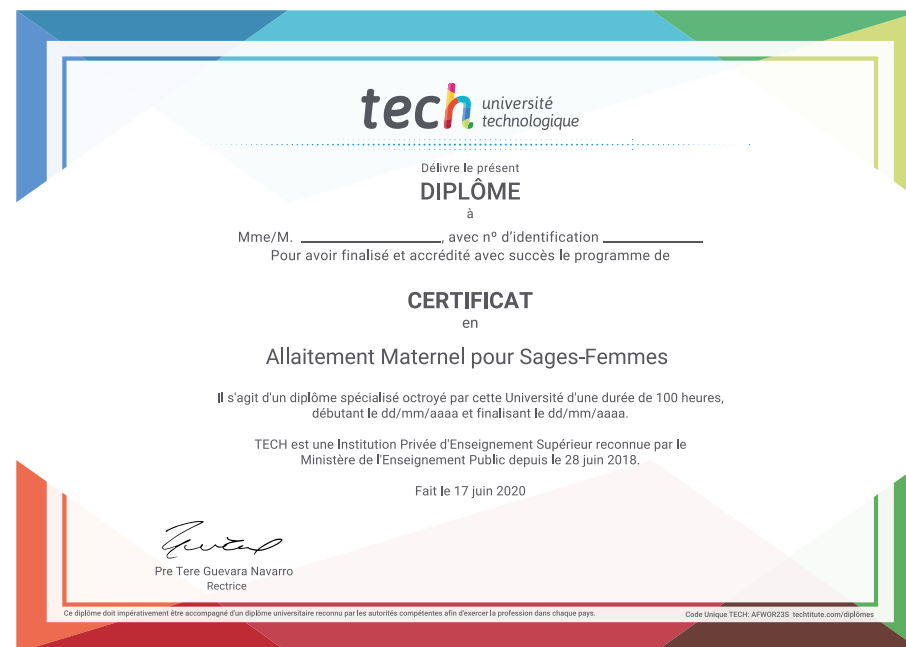 tech université
technologique
Délivre le présent
DIPLÔME
à
Mme/M. ____________________, avec nº d'identification ______________
Pour avoir finalisé et accrédité avec succès le programme de
CERTIFICAT
en
Allaitement Maternel pour Sages-Femmes
Il s'agit d'un diplôme spécialisé octroyé par cette Université d'une durée de 100 heures,
débutant le dd/mm/aaaa et finalisant le dd/mm/aaaa.
TECH est une Institution Privée d'Enseignement Supérieur reconnue par le
Ministère de l'Enseignement Public depuis le 28 juin 2018.
Fait le 17 juin 2020
Pre Tere Guevara Navarro
Rectrice
Ce diplôme doit impérativement être accompagné d'un diplôme universitaire reconnu par les autorités compétentes afin d'exercer la profession dans chaque pays.
Code Unique TECH: AFWOR23S techtitute.com/diplômes